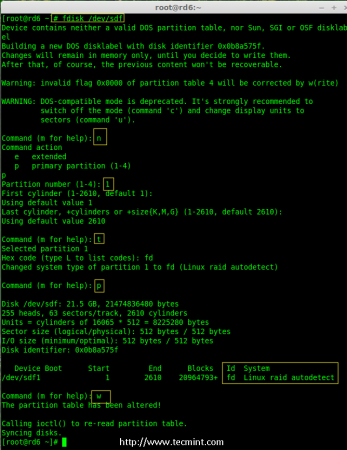 root@rd6:~
[root@rd6 ~]# fdisk /dev/sdf
Device contains neither a valid DOS partition table, nor Sun, SGI or OSF disklab
el
Building a new DOS disklabel with disk identifier 0x0b8a575f.
Changes will remain in memory only, until you decide to write them.
After that, of course, the previous content won't be recoverable.
Warning: invalid flag 0x0000 of partition table 4 will be corrected by w(rite)
WARNING: DOS-compatible mode is deprecated. It's strongly recommended to
switch off the mode (command 'c') and change display units to
sectors (command 'u').
Command (m for help): n
Command action
e   extended
p   primary partition (1-4)
p
Partition number (1-4): 1
First cylinder (1-2610, default 1):
Using default value 1
Last cylinder, +cylinders or +size{K,M,G} (1-2610, default 2610):
Using default value 2610
Command (m for help): t
Selected partition 1
Hex code (type L to list codes): fd
Changed system type of partition 1 to fd (Linux raid autodetect)
Command (m for help): p
Disk /dev/sdf: 21.5 GB, 21474836480 bytes
255 heads, 63 sectors/track, 2610 cylinders
Units = cylinders of 16065 * 512 = 8225280 bytes
Sector size (logical/physical): 512 bytes / 512 bytes
I/O size (minimum/optimal): 512 bytes / 512 bytes
Disk identifier: 0x0b8a575f
Device Boot      Start         End      Blocks   Id  System
/dev/sdf1               1        2610    20964793+  fd  Linux raid autodetect
Command (m for help): w
The partition table has been altered!
Calling ioctl() to re-read partition table.
Syncing disks.
[root@rd6 ~]#
http://www.tecmint.com